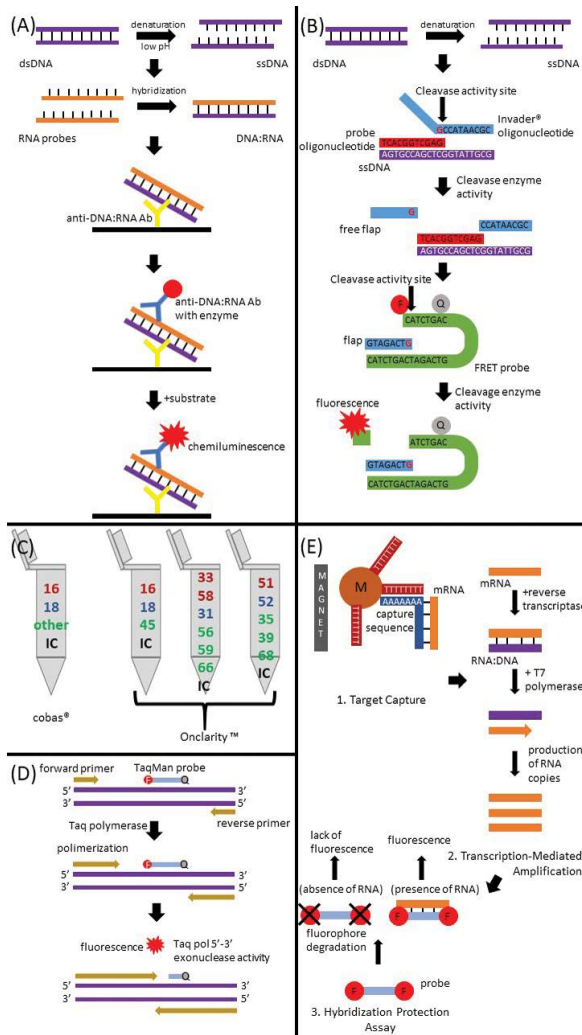 (A)
denaturation
low pH
dsDNA
ssDNA
hybridization
RNA probes
DNA:RNA
anti-DNA:RNA Ab
anti-DNA:RNA Ab
with enzyme
+substrate
chemiluminescence
(B)
denaturation
dsDNA
ssDNA
Cleavase activity site
Invader®
oligonucleotide
GCCATAACGC
probe
oligonucleotide
TCACGGTCGAG
AGTGCCAGCTCGGTATTGCG
ssDNA
Cleavase enzyme
activity
G
free flap
CCATAACGC
TCACGGTCGAG
AGTGCCAGCTCGGTATTGCG
Cleavase activity site
F
Q
CATCTGAC
flap
GTAGACTG
CATCTGACTAGACTG
FRET probe
Cleavage enzyme
activity
fluorescence
Q
ATCTGAC
GTAGACTG
CATCTGACTAGACTG
(C)
16
18
other
IC
cobas®
16
18
45
IC
33
58
31
56
59
66
IC
51
52
35
39
68
IC
Onclarity ™
(D)
forward primer
TaqMan probe
F
Q
5’
3’
3’
5’
reverse primer
Taq polymerase
polimerization
F
Q
5’
3’
3’
5’
fluorescence
Taq pol 5’-3’
exonuclease activity
Q
5’
3’
3’
5’
(E)
MAGNET
M
AAAAAAA
capture
sequence
mRNA
1. Target Capture
mRNA
+reverse
transcriptase
RNA:DNA
+ T7
polymerase
production
of RNA
copies
2. Transcription-Mediated
Amplification
lack of
fluorescence
fluorescence
(absence of RNA)
(presence of RNA)
F
F
fluorophore
degradation
F
F
probe
3. Hybridization Protection
Assay